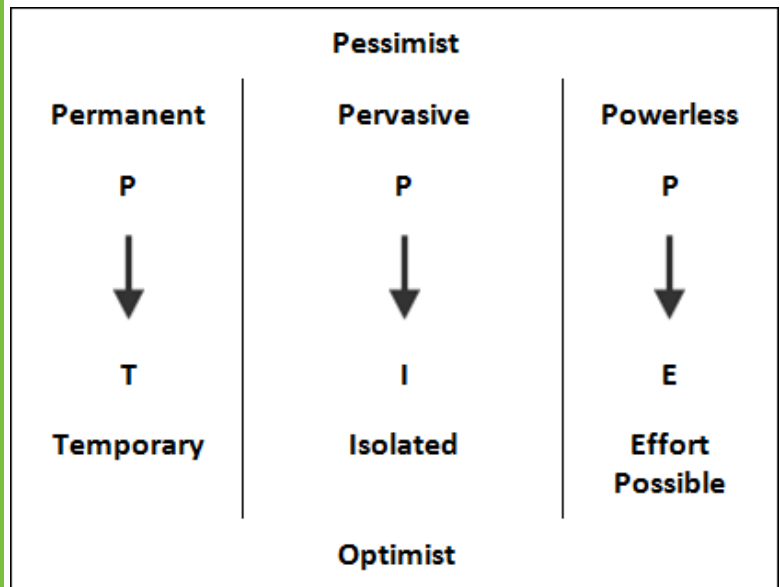 Pessimist
Permanent Pervasive Powerless
P P P
T I E
Temporary Isolated Effort
Possible
Optimist